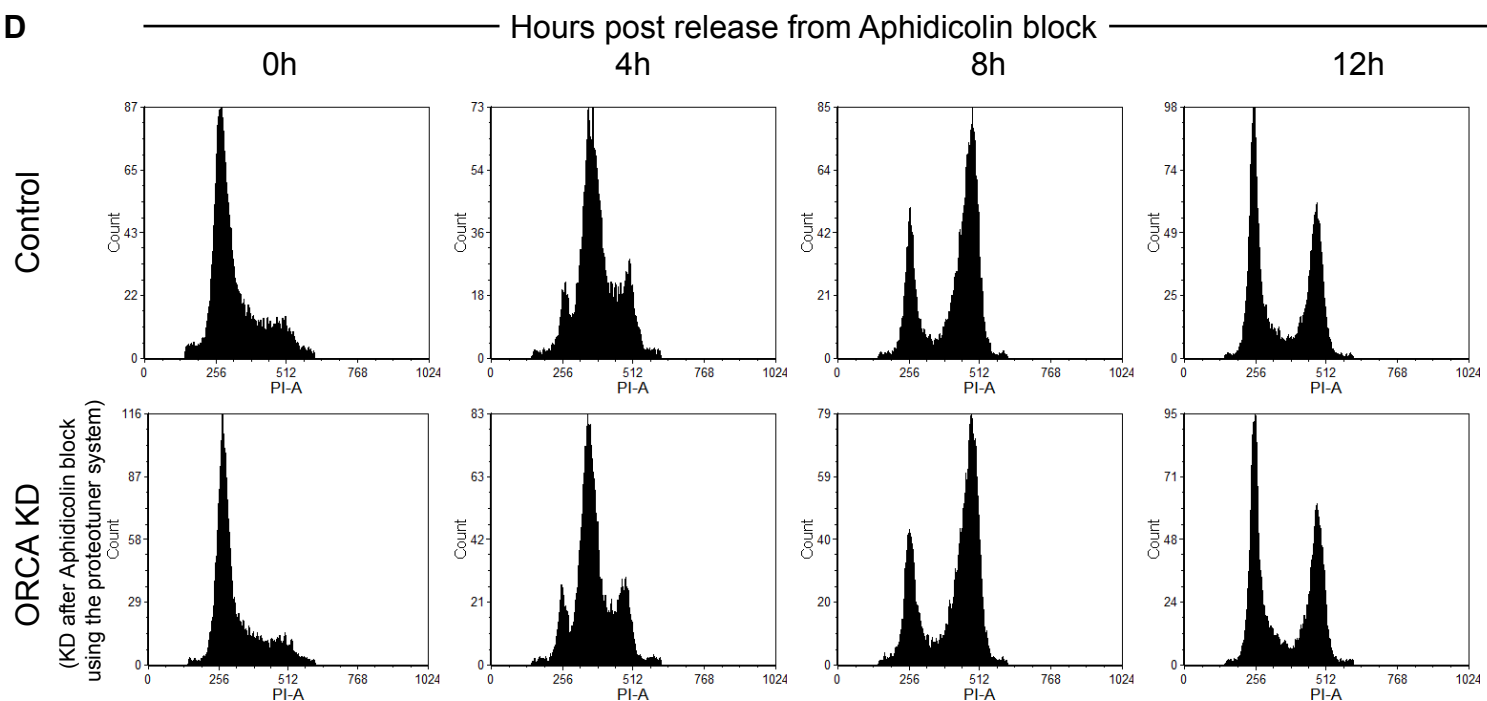 D
Hours post release from Aphidicolin block
0h 4h 8h 12h
Control
87 65 43 22 0
Count
0 256 512 768 1024
PI-A
73 54 36 18 0
Count
0 256 512 768 1024
PI-A
85 64 42 21 0
Count
0 256 512 768 1024
PI-A
98 74 49 25 0
Count
0 256 512 768 1024
PI-A
ORCA KD
(KD after Aphidicolin block
using the proteotuner system)
116 87 58 29 0
Count
0 256 512 768 1024
PI-A
83 63 42 21 0
Count
0 256 512 768 1024
PI-A
79 59 40 20 0
Count
0 256 512 768 1024
PI-A
95 71 48 24 0
Count
0 256 512 768 1024
PI-A